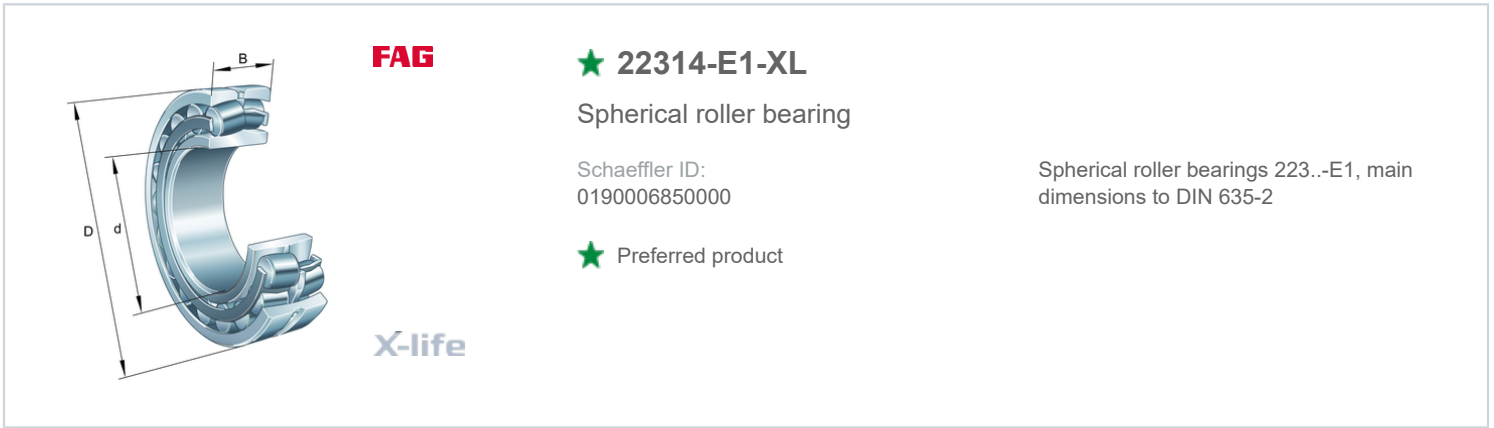 B
D
d
FAG
X-life
22314-E1-XL
Spherical roller bearing
Schaeffler ID:
0190006850000
Preferred product
Spherical roller bearings 223..-E1, main
dimensions to DIN 635-2